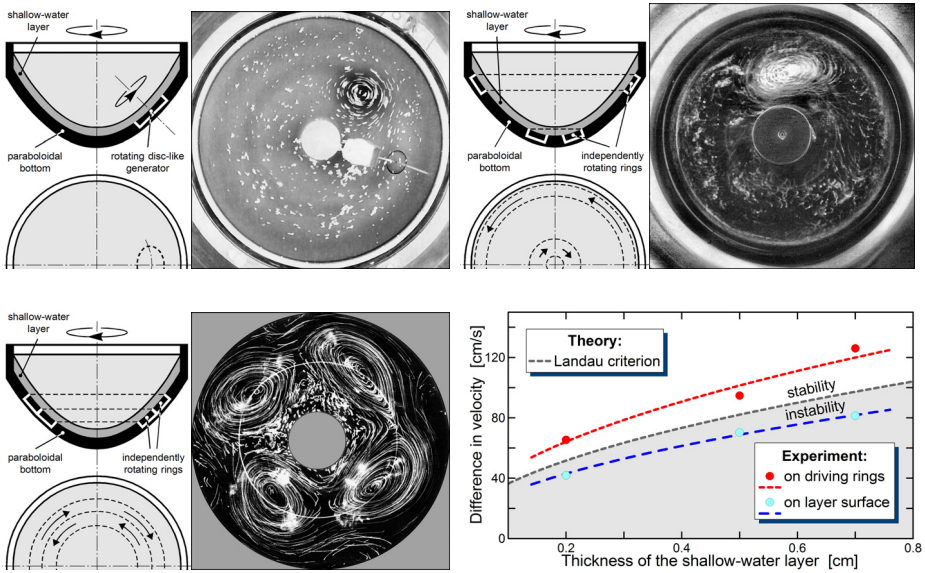 shallow-water
layer
paraboloidal
bottom
rotating disc-like
generator
shallow-water
layer
paraboloidal
bottom
independently
rotating rings
shallow-water
layer
paraboloidal
bottom
independently
rotating rings
Difference in velocity [cm/s]
120
80
40
0
Theory:
Landau criterion
stability
instability
Experiment:
on driving rings
on layer surface
0.2
0.4
0.6
0.8
Thickness of the shallow-water layer [cm]